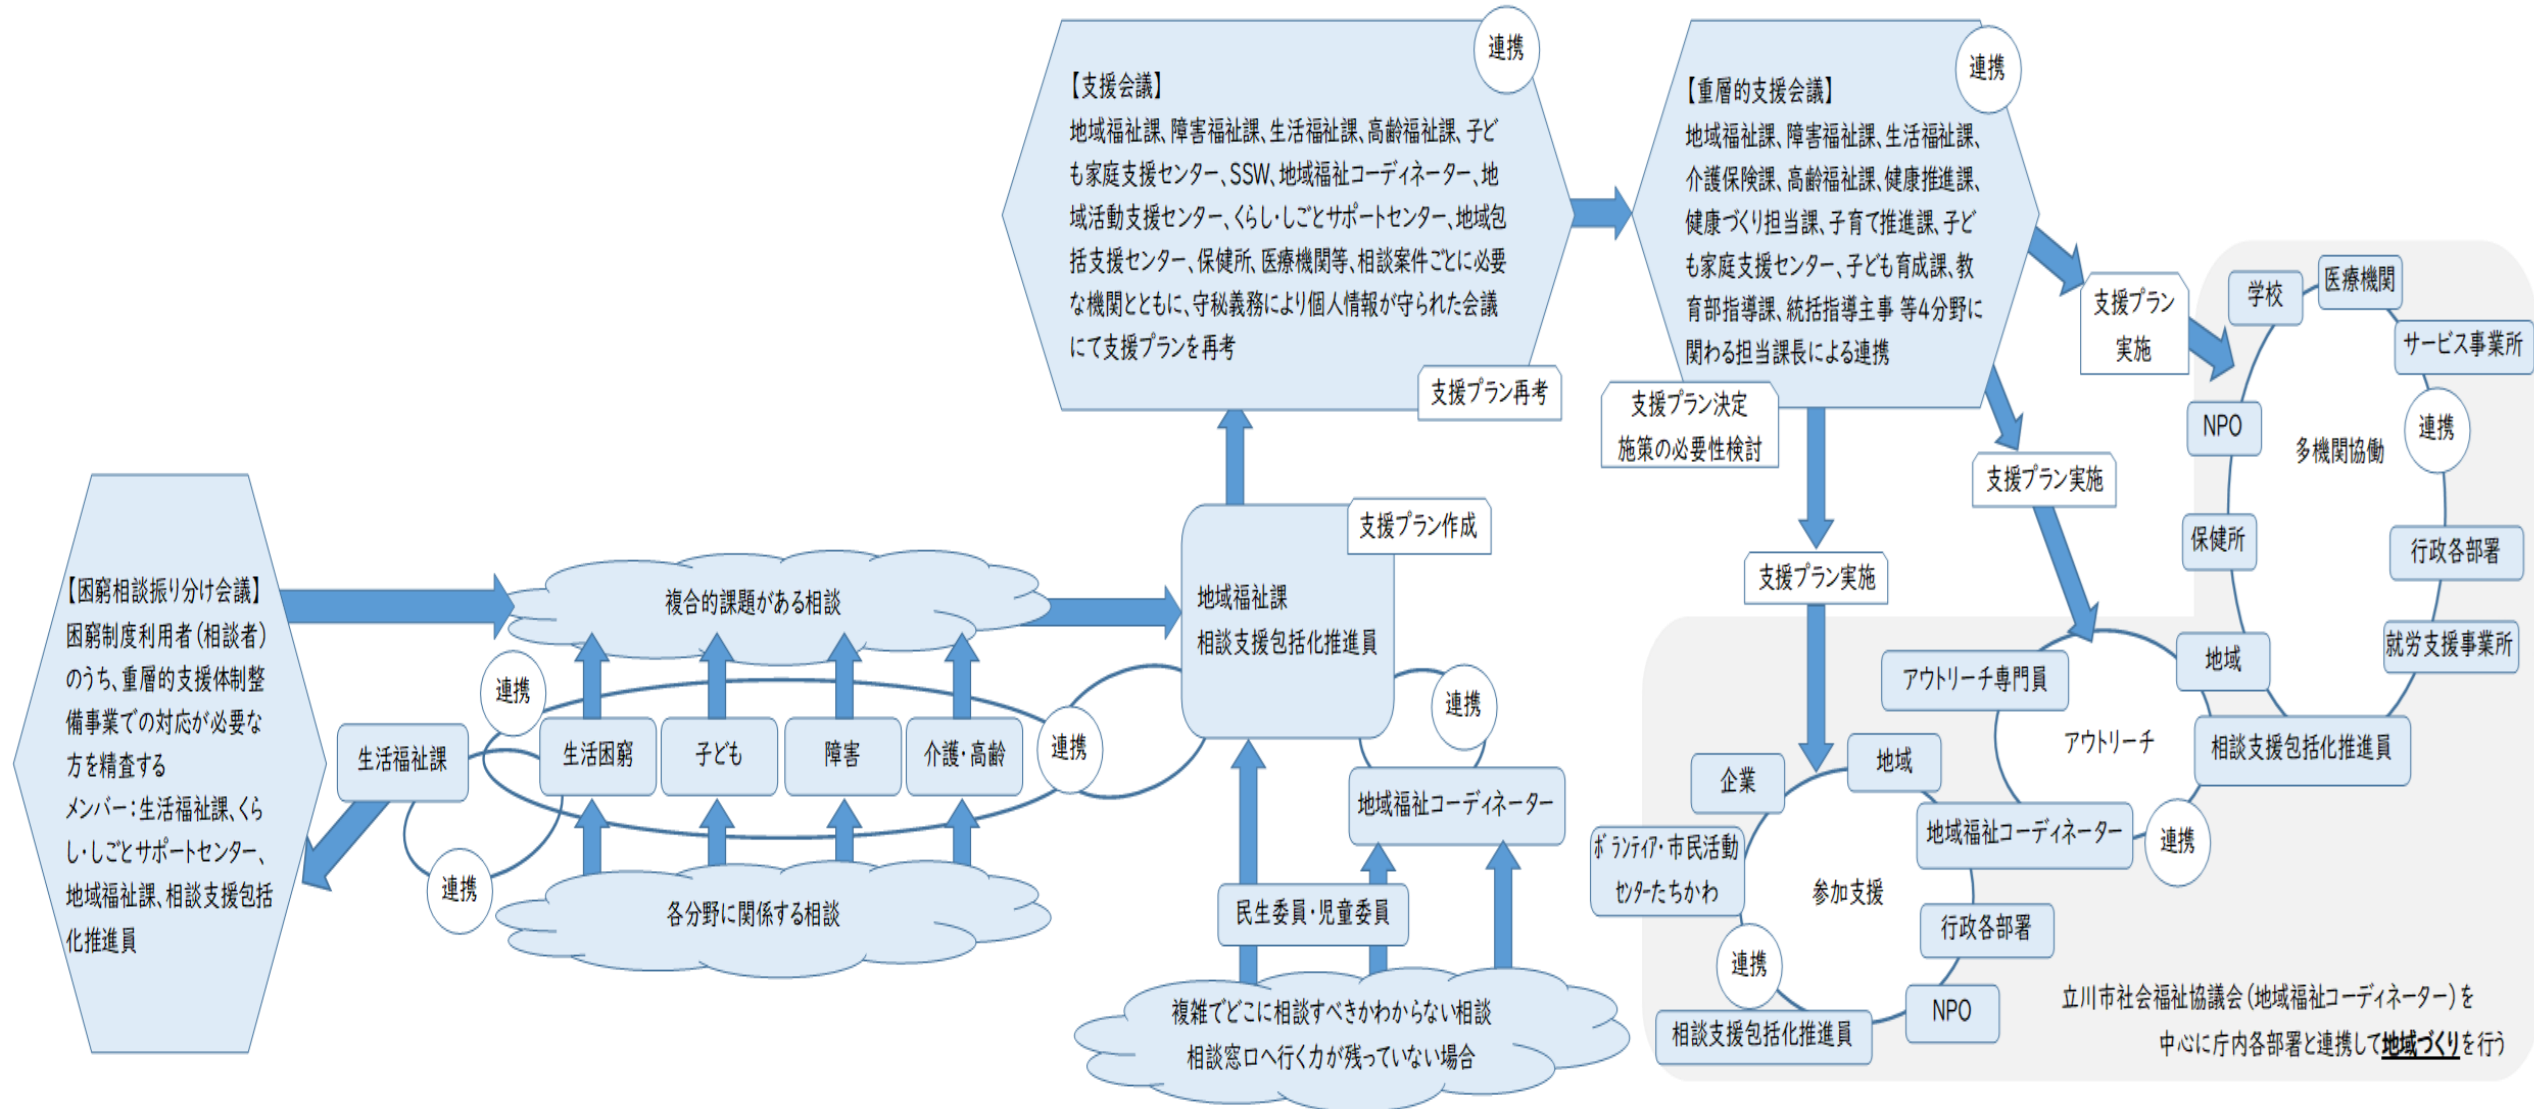 【困窮相談振り分け会議】
困窮制度利用者(相談者)
のうち、重層的支援体制整
備事業での対応が必要な
方を精査する
メンバー:生活福祉課、くら
し・しごとサポートセンター、
地域福祉課、相談支援包括
化推進員
生活福祉課
連携
連携
複合的課題がある相談
生活困窮
子ども
障害
介護・高齢
連携
各分野に関係する相談
【支援会議】
地域福祉課、障害福祉課、生活福祉課、高齢福祉課、子ど
も家庭支援センター、SSW、地域福祉コーディネーター、地
域活動支援センター、くらし・しごとサポートセンター、地域包
括支援センター、保健所、医療機関等、相談案件ごとに必要
な機関とともに、守秘義務により個人情報が守られた会議
にて支援プランを再考
連携
支援プラン再考
支援プラン作成
地域福祉課
相談支援包括化推進員
連携
地域福祉コーディネーター
民生委員・児童委員
複雑でどこに相談すべきかわからない相談
相談窓口へ行く力が残っていない場合
【重層的支援会議】
地域福祉課、障害福祉課、生活福祉課、
介護保険課、高齢福祉課、健康推進課、
健康づくり担当課、子育て推進課、子ど
も家庭支援センター、子ども育成課、教
育部指導課、統括指導主事 等4分野に
関わる担当課長による連携
連携
支援プラン決定
施策の必要性検討
支援プラン
実施
支援プラン実施
支援プラン実施
学校
医療機関
サービス事業所
NPO
連携
多機関協働
保健所
行政各部署
就労支援事業所
地域
相談支援包括化推進員
アウトリーチ専門員
アウトリーチ
連携
地域福祉コーディネーター
企業
地域
ボランティア・市民活動
センターたちかわ
参加支援
行政各部署
連携
NPO
相談支援包括化推進員
立川市社会福祉協議会(地域福祉コーディネーター)を
中心に庁内各部署と連携して地域づくりを行う